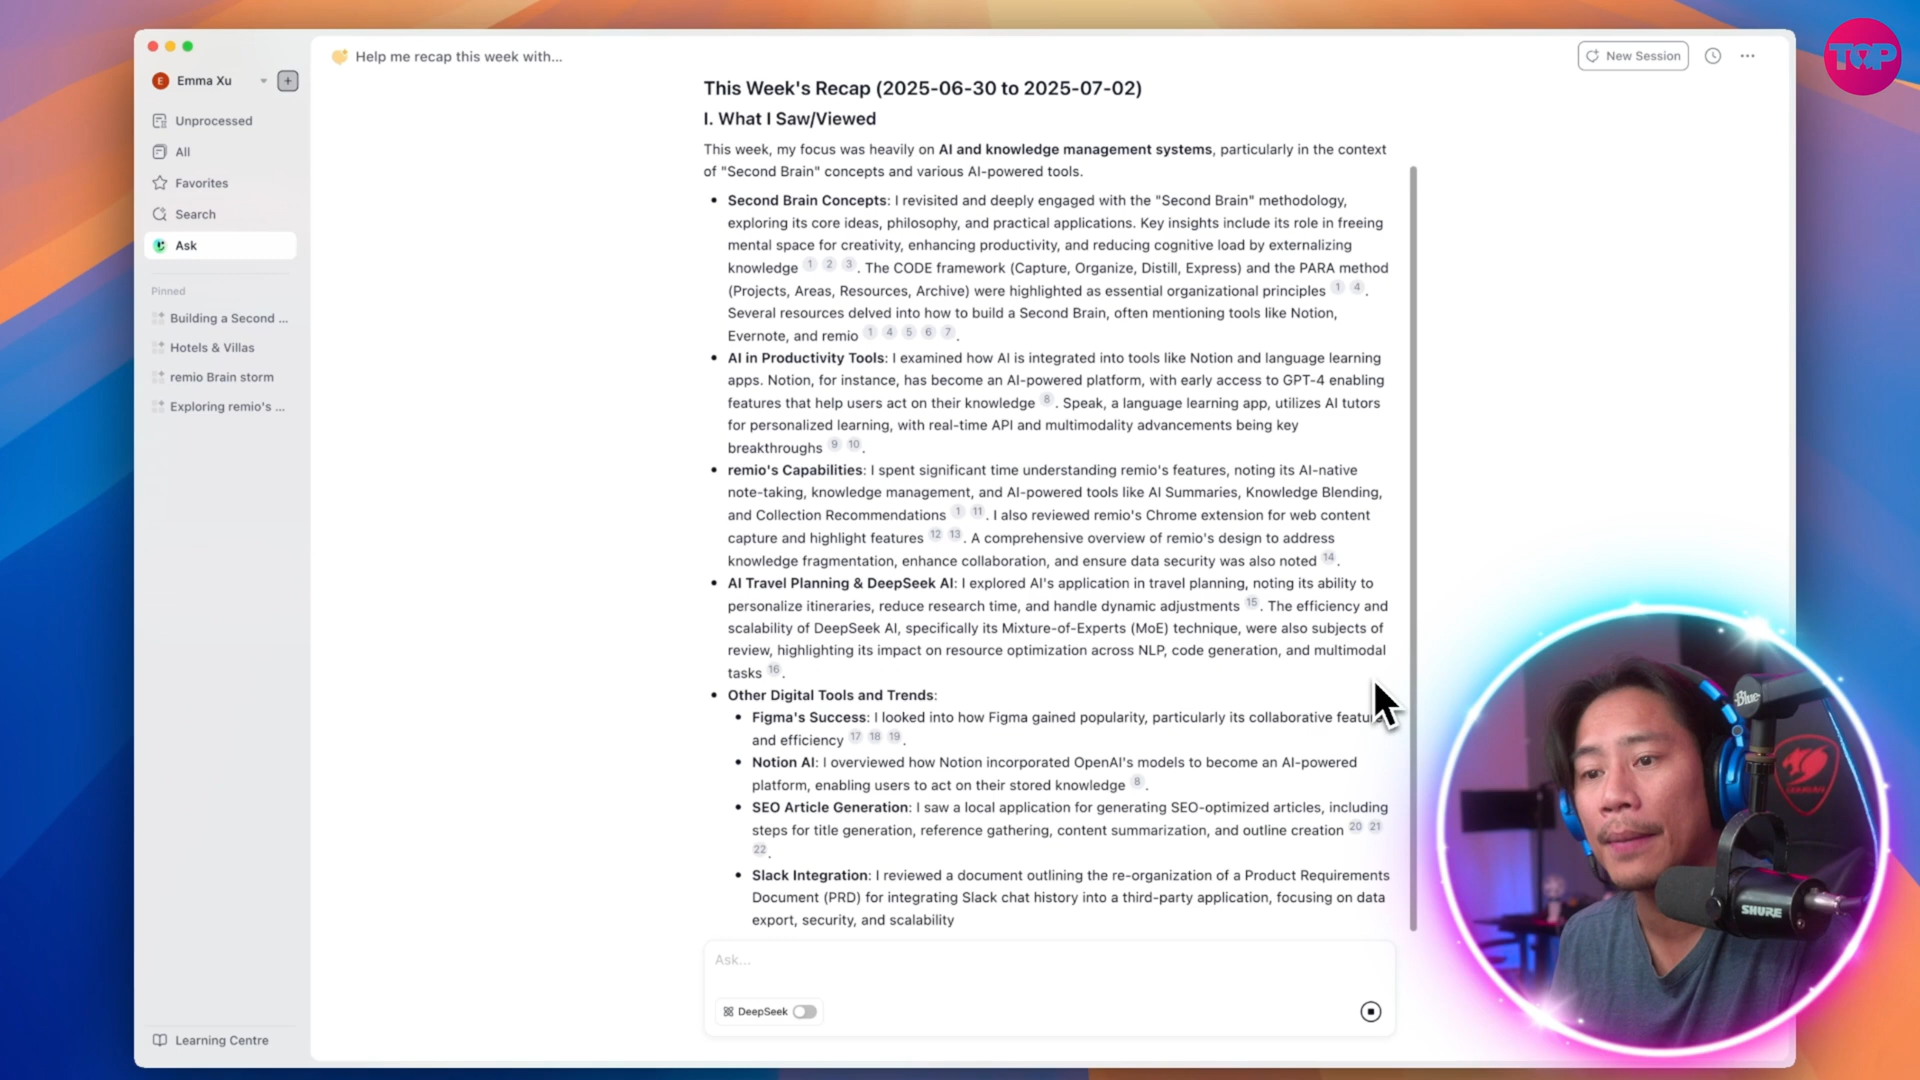 Emma Xu
Unprocessed
All
Favorites
Search
Ask
Pinned
Building a Second ...
Hotels & Villas
remio Brain storm
Exploring remio's ...
Learning Centre
Help me recap this week with...
New Session
TOP
This Week's Recap (2025-06-30 to 2025-07-02)
I. What I Saw/Viewed
This week, my focus was heavily on AI and knowledge management systems, particularly in the context
of "Second Brain" concepts and various AI-powered tools.
Second Brain Concepts: I revisited and deeply engaged with the "Second Brain" methodology,
exploring its core ideas, philosophy, and practical applications. Key insights include its role in freeing
mental space for creativity, enhancing productivity, and reducing cognitive load by externalizing
knowledge 1 2 3 . The CODE framework (Capture, Organize, Distill, Express) and the PARA method
(Projects, Areas, Resources, Archive) were highlighted as essential organizational principles 1 4 .
Several resources delved into how to build a Second Brain, often mentioning tools like Notion,
Evernote, and remio 1 4 5 6 7 .
AI in Productivity Tools: I examined how AI is integrated into tools like Notion and language learning
apps. Notion, for instance, has become an AI-powered platform, with early access to GPT-4 enabling
features that help users act on their knowledge 8 . Speak, a language learning app, utilizes AI tutors
for personalized learning, with real-time API and multimodality advancements being key
breakthroughs 9 10 .
remio's Capabilities: I spent significant time understanding remio's features, noting its AI-native
note-taking, knowledge management, and AI-powered tools like AI Summaries, Knowledge Blending,
and Collection Recommendations 1 11 . I also reviewed remio's Chrome extension for web content
capture and highlight features 12 13 . A comprehensive overview of remio's design to address
knowledge fragmentation, enhance collaboration, and ensure data security was also noted 14 .
AI Travel Planning & DeepSeek AI: I explored AI's application in travel planning, noting its ability to
personalize itineraries, reduce research time, and handle dynamic adjustments 15 . The efficiency and
scalability of DeepSeek AI, specifically its Mixture-of-Experts (MoE) technique, were also subjects of
review, highlighting its impact on resource optimization across NLP, code generation, and multimodal
tasks 16 .
Other Digital Tools and Trends:
Figma's Success: I looked into how Figma gained popularity, particularly its collaborative featu
and efficiency 17 18 19 .
Notion AI: I overviewed how Notion incorporated OpenAI's models to become an AI-powered
platform, enabling users to act on their stored knowledge 8 .
SEO Article Generation: I saw a local application for generating SEO-optimized articles, including
steps for title generation, reference gathering, content summarization, and outline creation 20 21
22 .
Slack Integration: I reviewed a document outlining the re-organization of a Product Requirements
Document (PRD) for integrating Slack chat history into a third-party application, focusing on data
export, security, and scalability
Ask...
DeepSeek
Blue
SHURE
COUGAR